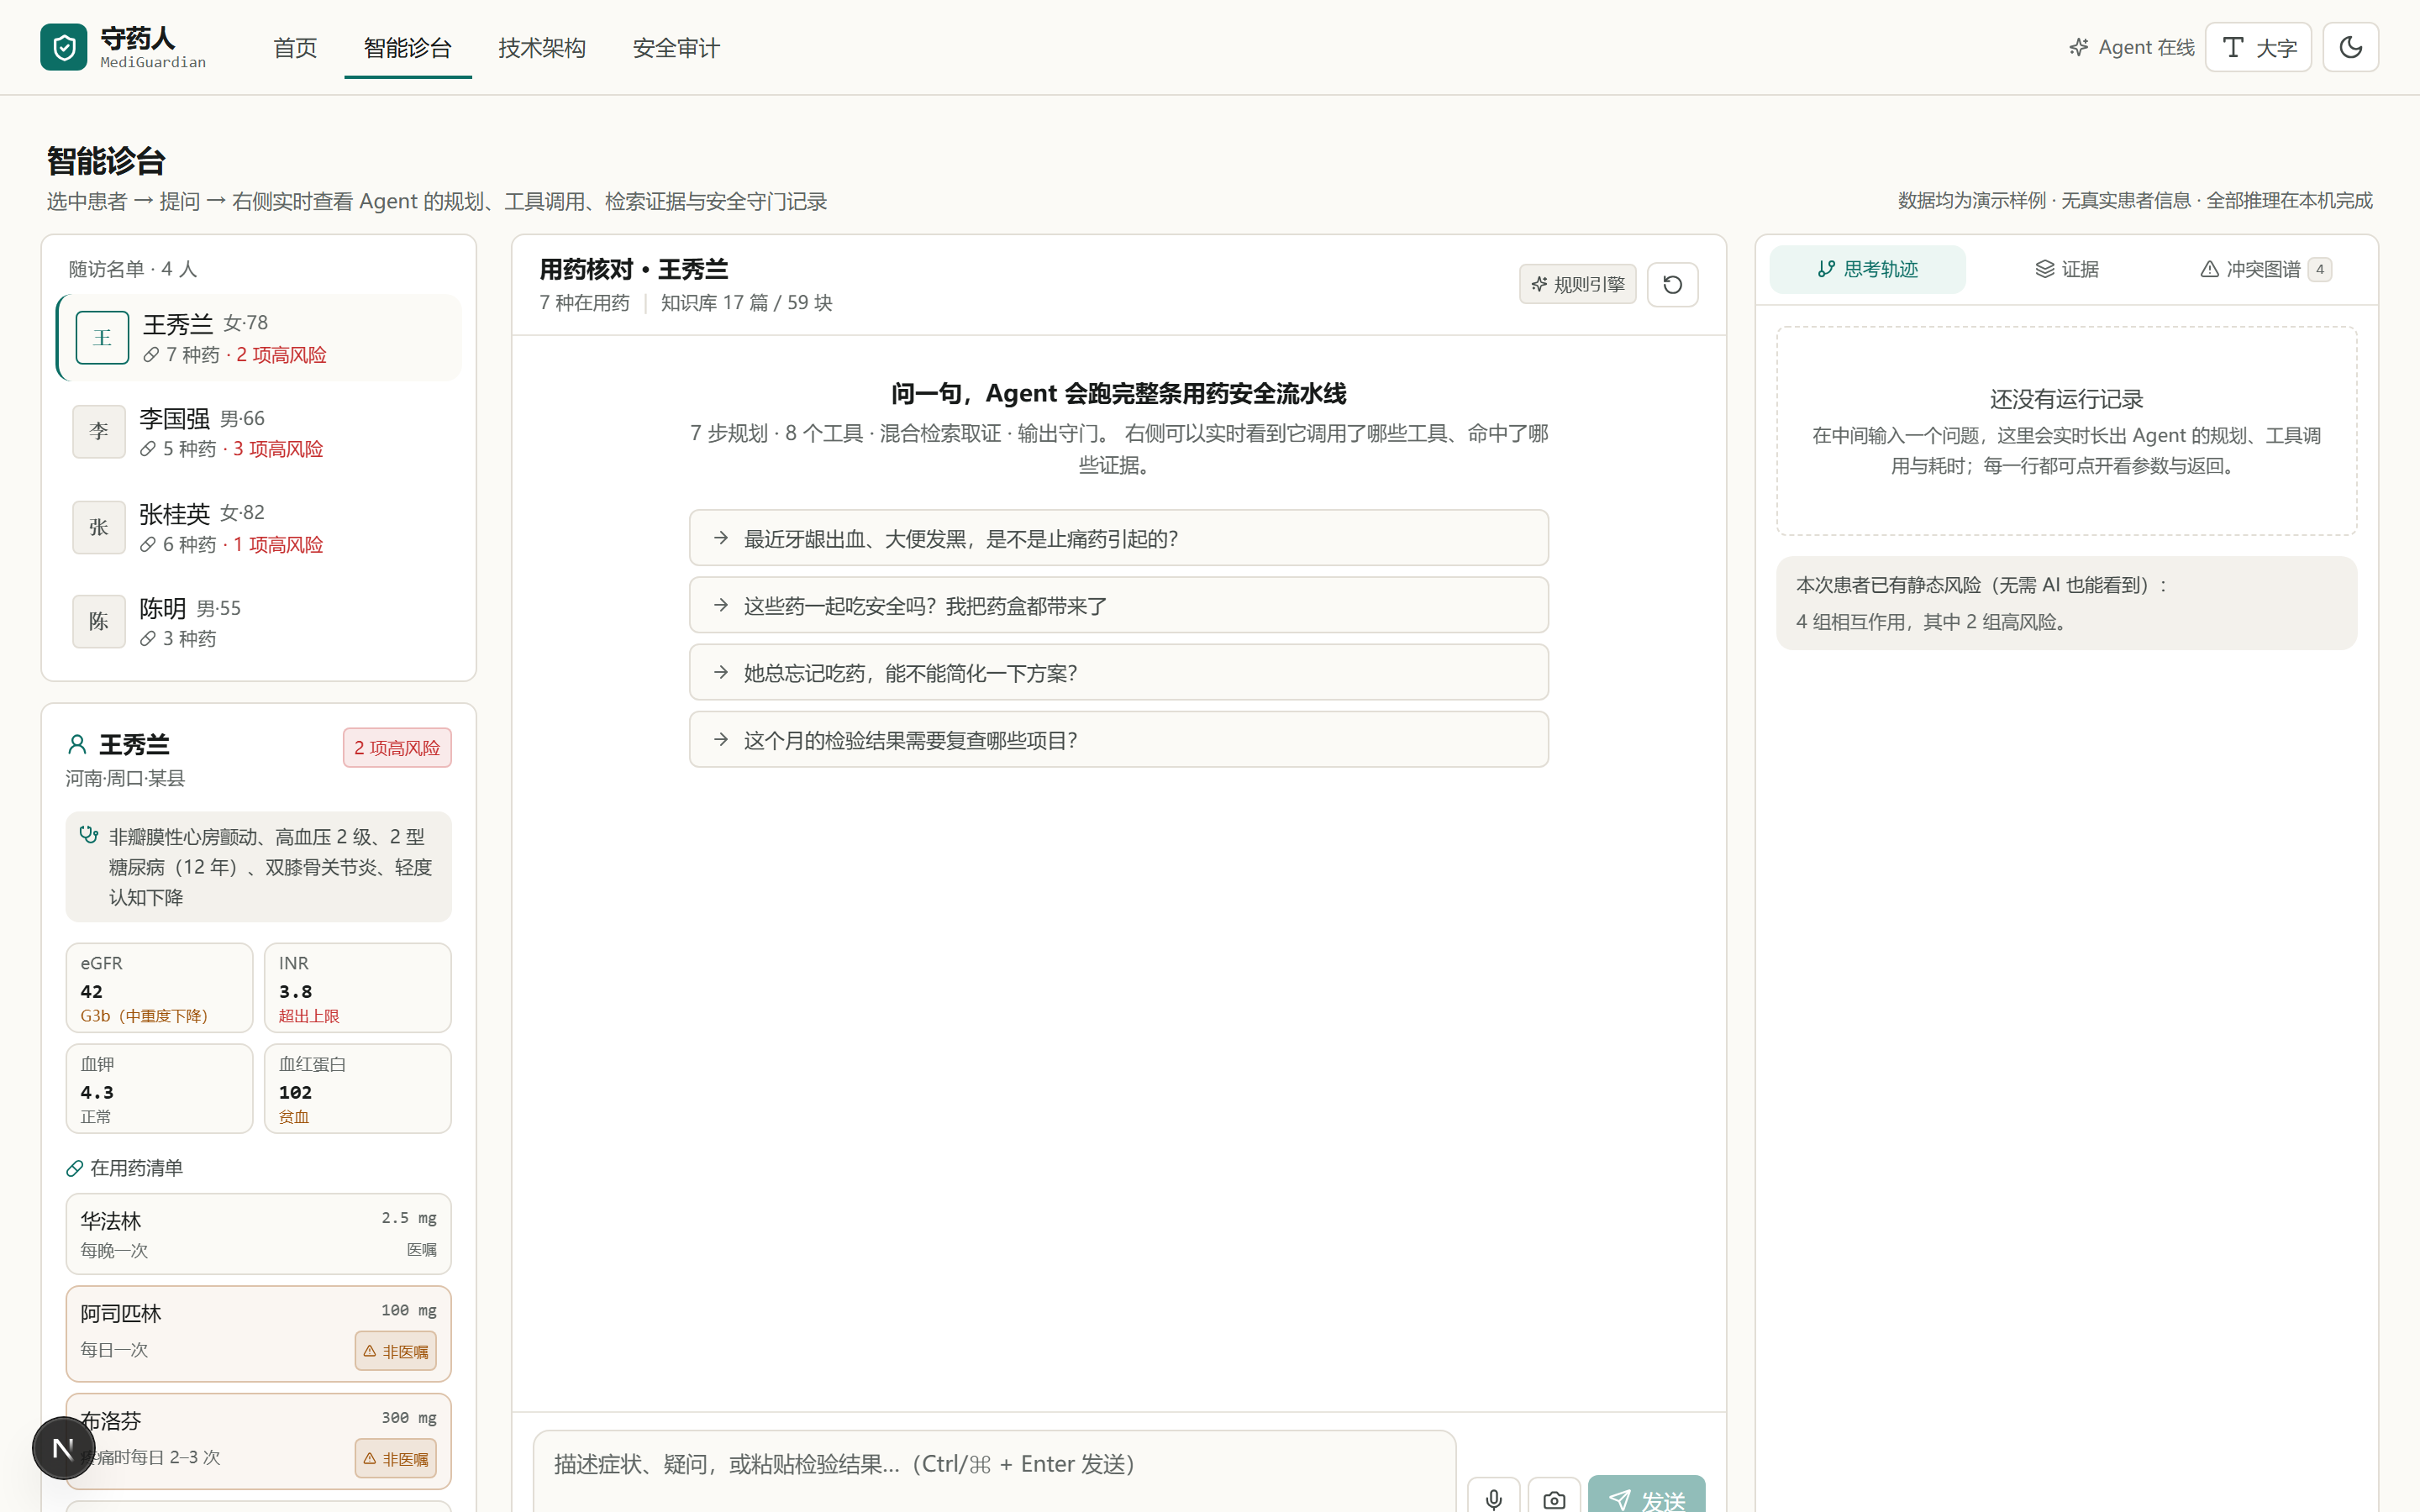 守药人
MediGuardian
首页
智能诊台
技术架构
安全审计
Agent 在线
大字
智能诊台
选中患者 → 提问 → 右侧实时查看 Agent 的规划、工具调用、检索证据与安全守门记录
数据均为演示样例 · 无真实患者信息 · 全部推理在本机完成
随访名单 · 4 人
王
王秀兰 女·78
7 种药 · 2 项高风险
李
李国强 男·66
5 种药 · 3 项高风险
张
张桂英 女·82
6 种药 · 1 项高风险
陈
陈明 男·55
3 种药
王秀兰
2 项高风险
河南·周口·某县
非瓣膜性心房颤动、高血压 2 级、2 型
糖尿病（12 年）、双膝骨关节炎、轻度
认知下降
eGFR
42
G3b（中重度下降）
INR
3.8
超出上限
血钾
4.3
正常
血红蛋白
102
贫血
在用药清单
华法林
2.5 mg
每晚一次
医嘱
阿司匹林
100 mg
每日一次
非医嘱
布洛芬
300 mg
痛时每日 2–3 次
非医嘱
N
用药核对 • 王秀兰
7 种在用药 | 知识库 17 篇 / 59 块
规则引擎
问一句，Agent 会跑完整条用药安全流水线
7 步规划 · 8 个工具 · 混合检索取证 · 输出守门。 右侧可以实时看到它调用了哪些工具、命中了哪
些证据。
→ 最近牙龈出血、大便发黑，是不是止痛药引起的？
→ 这些药一起吃安全吗？我把药盒都带来了
→ 她总忘记吃药，能不能简化一下方案？
→ 这个月的检验结果需要复查哪些项目？
描述症状、疑问，或粘贴检验结果…（Ctrl/⌘ + Enter 发送）
发送
思考轨迹
证据
冲突图谱 4
还没有运行记录
在中间输入一个问题，这里会实时长出 Agent 的规划、工具调
用与耗时；每一行都可点开看参数与返回。
本次患者已有静态风险（无需 AI 也能看到）：
4 组相互作用，其中 2 组高风险。